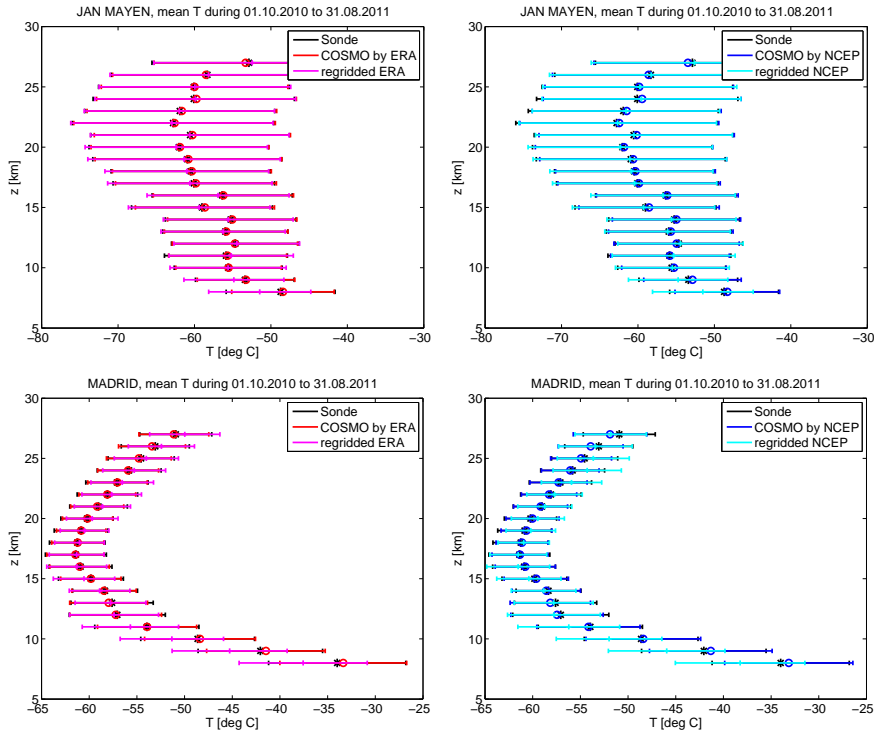 JAN MAYEN, mean T during 01.10.2010 to 31.08.2011
30
25
20
15
10
5
z [km]
−80
−70
−60
−50
−40
−30
T [deg C]
Sonde
COSMO by ERA
regridded ERA
JAN MAYEN, mean T during 01.10.2010 to 31.08.2011
30
25
20
15
10
5
z [km]
−80
−70
−60
−50
−40
−30
T [deg C]
Sonde
COSMO by NCEP
regridded NCEP
MADRID, mean T during 01.10.2010 to 31.08.2011
30
25
20
15
10
5
z [km]
−65
−60
−55
−50
−45
−40
−35
−30
−25
T [deg C]
Sonde
COSMO by ERA
regridded ERA
MADRID, mean T during 01.10.2010 to 31.08.2011
30
25
20
15
10
5
z [km]
−65
−60
−55
−50
−45
−40
−35
−30
−25
T [deg C]
Sonde
COSMO by NCEP
regridded NCEP